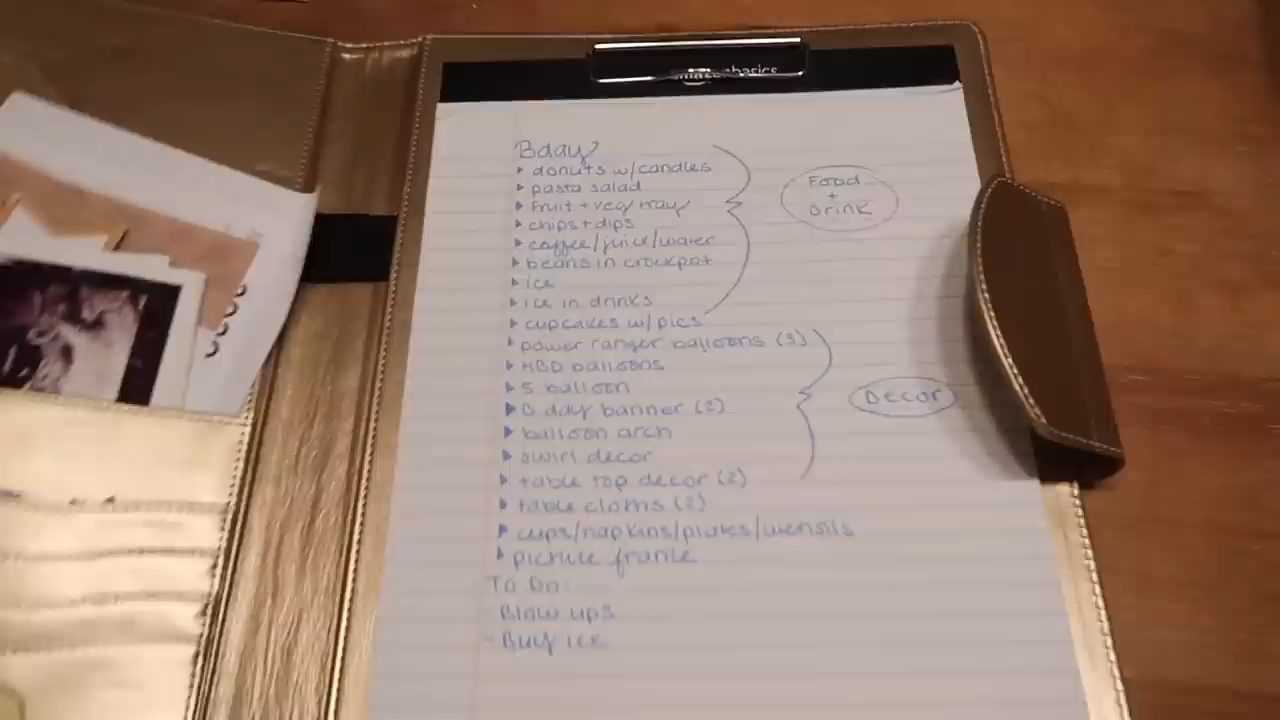 amazonbasics
Bday
donuts w/candles
pasta salad
Fruit + veg tray
chips + dips
coffee/juice/water
beans in crockpot
ice
ice in drinks
cupcakes w/pics
Food
+
Drink
power ranger balloons (3)
HBD balloons
5 balloon
B day banner (2)
balloon arch
swirl decor
table top decor (2)
Decor
table cloths (2)
cups/napkins/plates/utensils
picture frame
To Do:
- Blow ups
- Buy ice